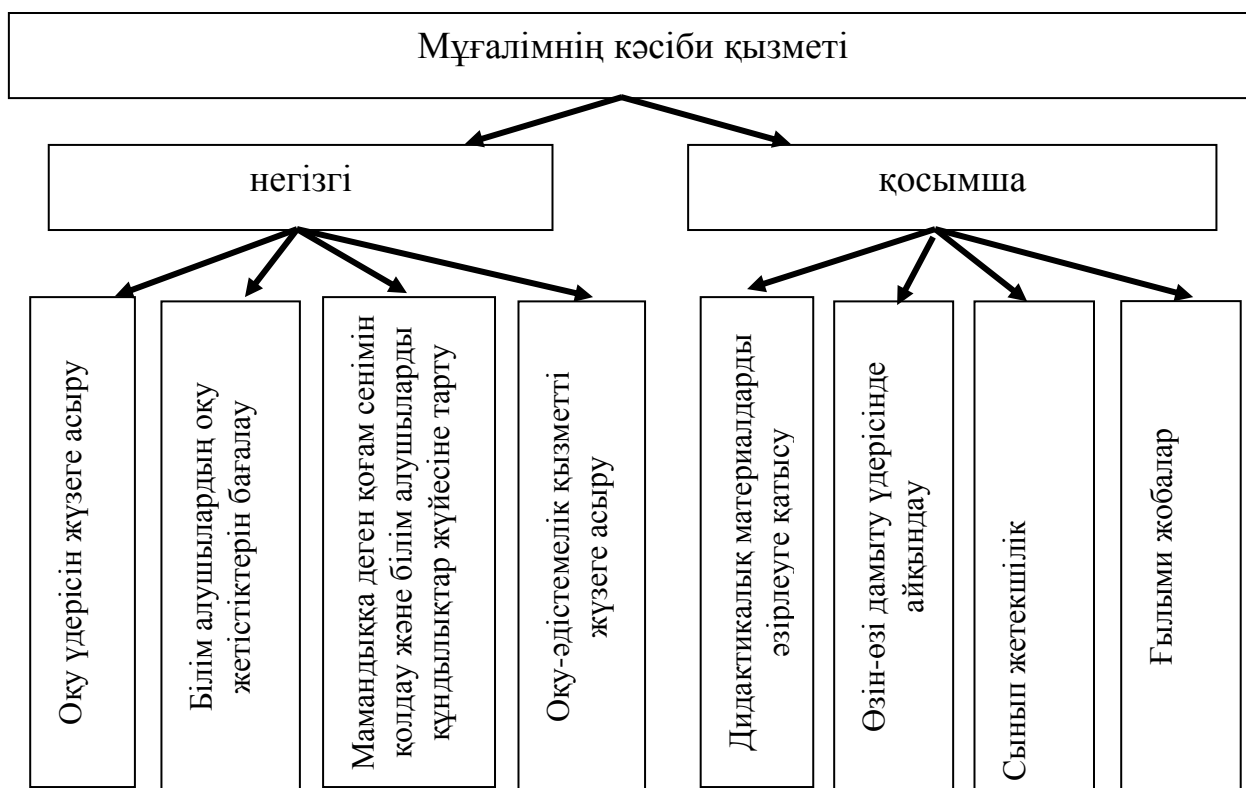 Мұғалімнің кәсіби қызметі
негізгі
қосымша
Оқу үдерісін жүзеге асыру
Білім алушылардың оқу
жетістіктерін бағалау
Мамандыққа деген қоғам сенімін
қолдау және білім алушыларды
құндылықтар жүйесіне тарту
Оқу-әдістемелік қызметті
жүзеге асыру
Дидактикалық материалдарды
әзірлеуге қатысу
Өзін-өзі дамыту үдерісінде
айқындау
Сынып жетекшілік
Ғылыми жобалар